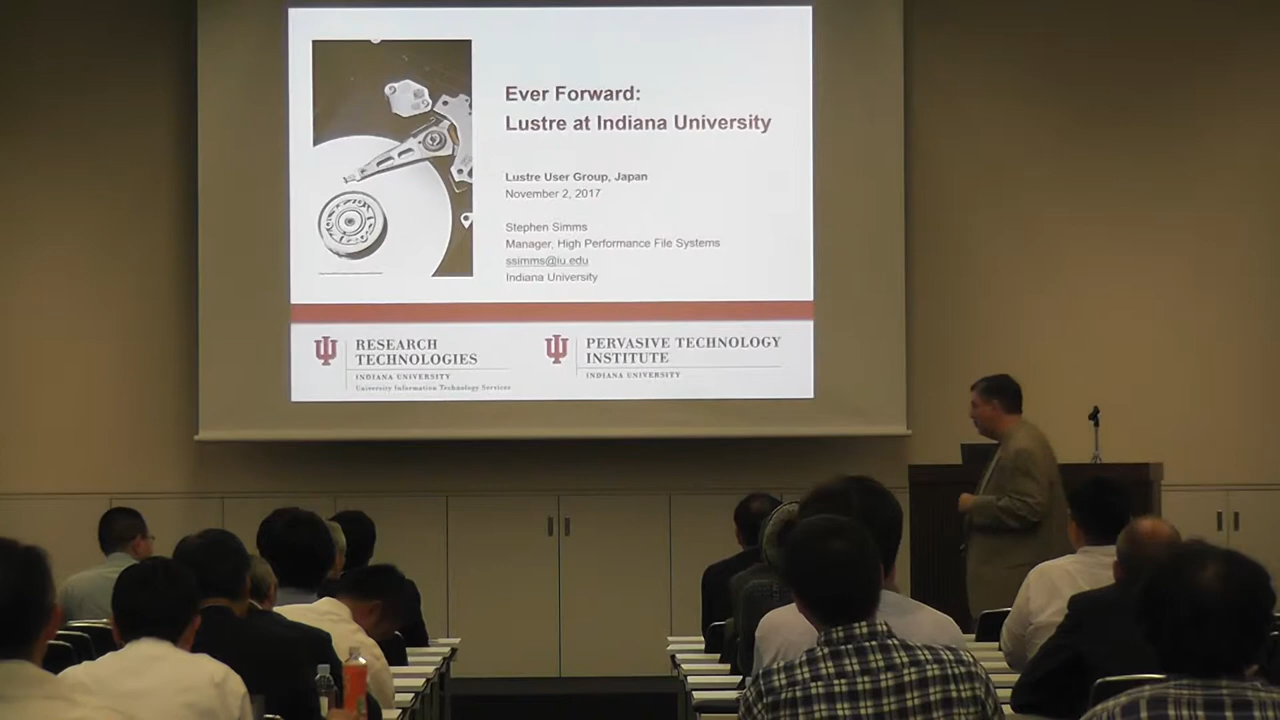 Ever Forward:
Lustre at Indiana University
Lustre User Group, Japan
November 2, 2017
Stephen Simms
Manager, High Performance File Systems
ssimms@iu.edu
Indiana University
RESEARCH
TECHNOLOGIES
INDIANA UNIVERSITY
University Information Technology Services
PERVASIVE TECHNOLOGY
INSTITUTE
INDIANA UNIVERSITY